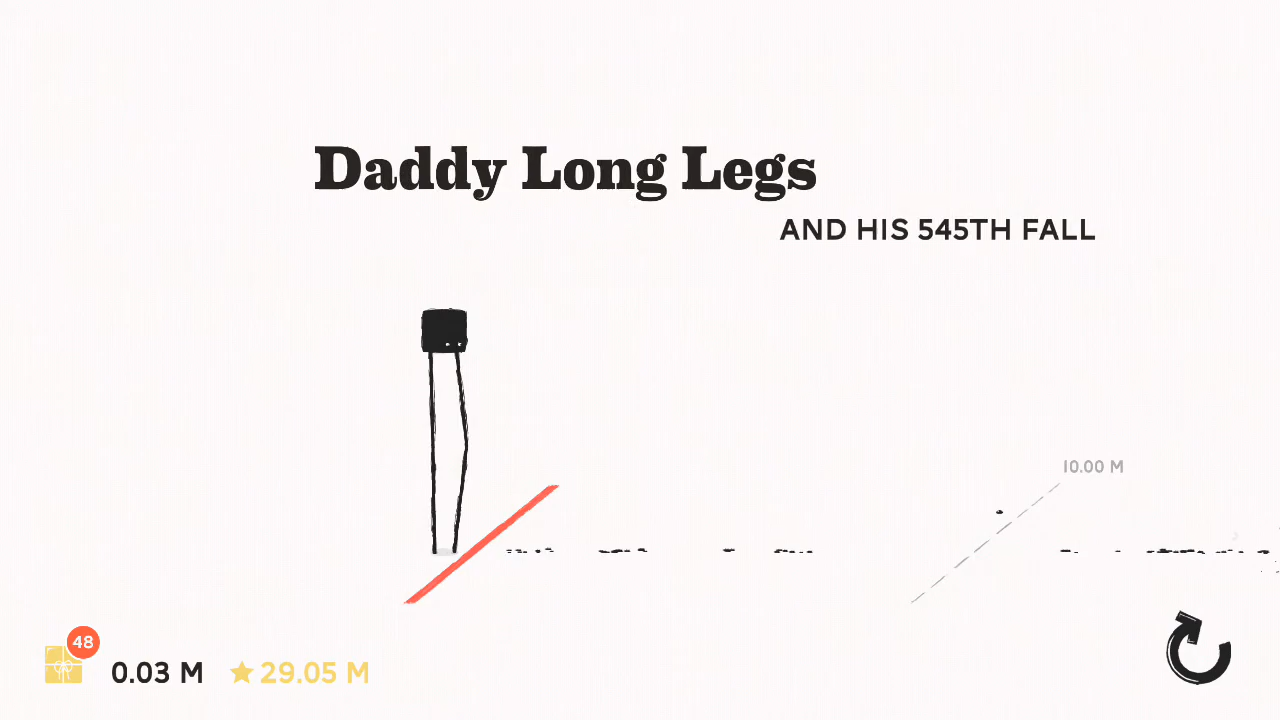 Daddy Long Legs
AND HIS 545TH FALL
10.00 M
48
0.03 M ★ 29.05 M